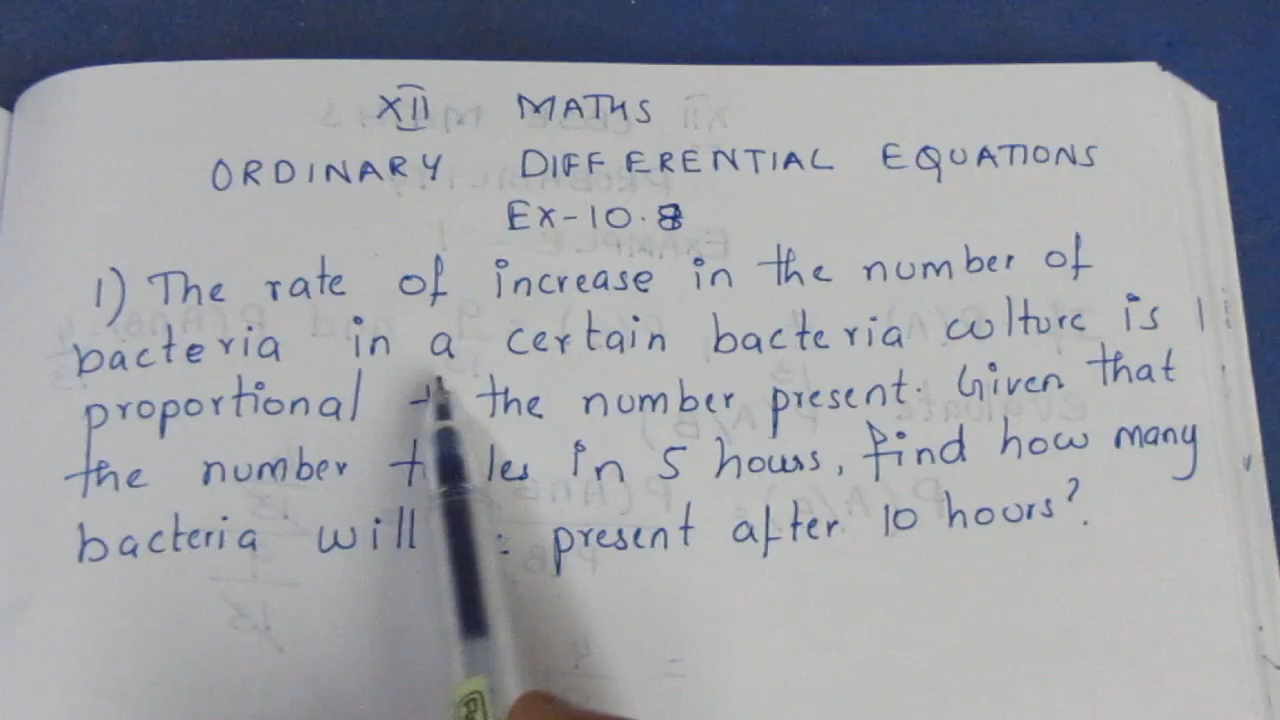 XII MATHS
ORDINARY DIFFERENTIAL EQUATIONS
EX-10.8
1) The rate of increase in the number of
bacteria in a certain bacteria culture is
proportional the number present. Given that
the number in 5 hours, find how many
bacteria will present after 10 hours?